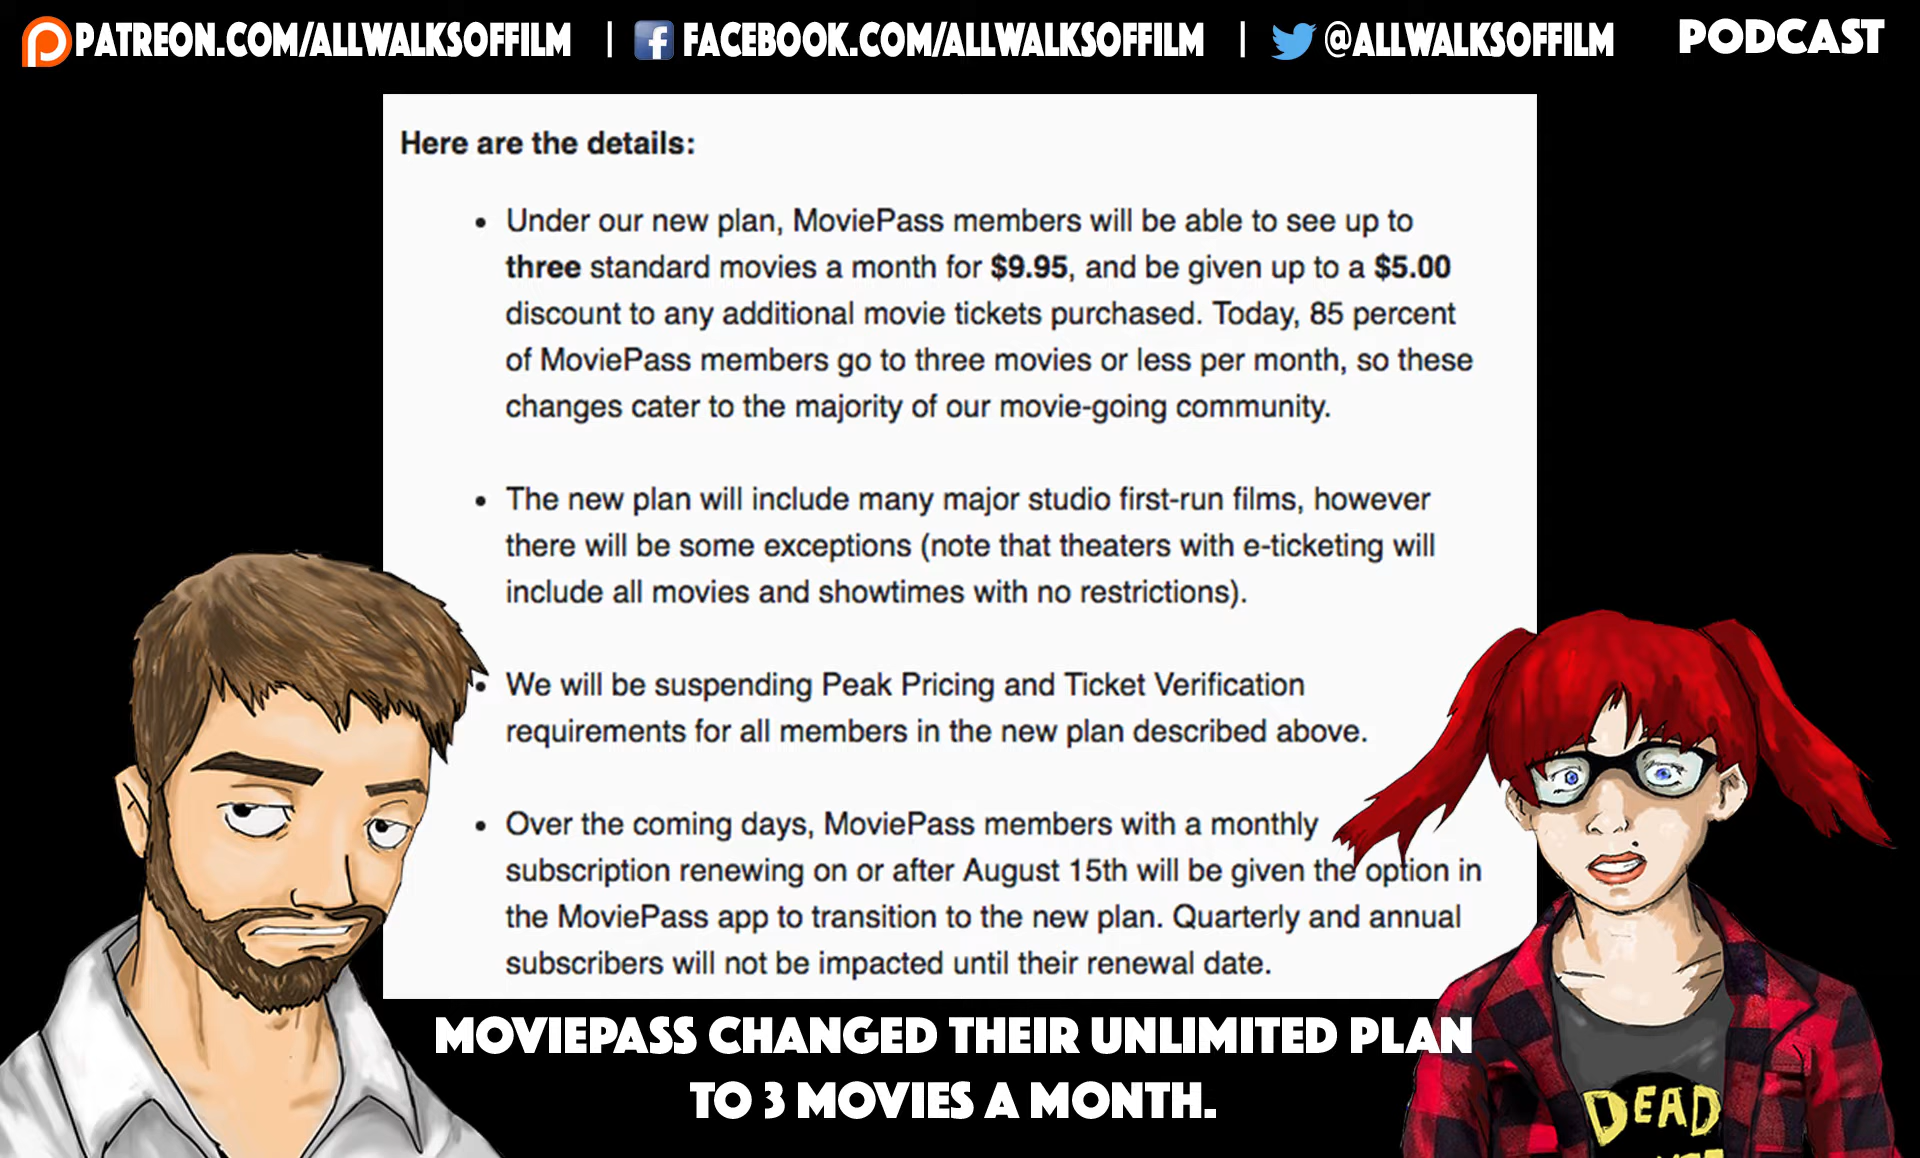 PATREON.COM/ALLWALKSOFFILM | FACEBOOK.COM/ALLWALKSOFFILM | @ALLWALKSOFFILM PODCAST
Here are the details:
• Under our new plan, MoviePass members will be able to see up to
three standard movies a month for $9.95, and be given up to a $5.00
discount to any additional movie tickets purchased. Today, 85 percent
of MoviePass members go to three movies or less per month, so these
changes cater to the majority of our movie-going community.
• The new plan will include many major studio first-run films, however
there will be some exceptions (note that theaters with e-ticketing will
include all movies and showtimes with no restrictions).
• We will be suspending Peak Pricing and Ticket Verification
requirements for all members in the new plan described above.
• Over the coming days, MoviePass members with a monthly
subscription renewing on or after August 15th will be given the option in
the MoviePass app to transition to the new plan. Quarterly and annual
subscribers will not be impacted until their renewal date.
MOVIEPASS CHANGED THEIR UNLIMITED PLAN
TO 3 MOVIES A MONTH.
DEAD